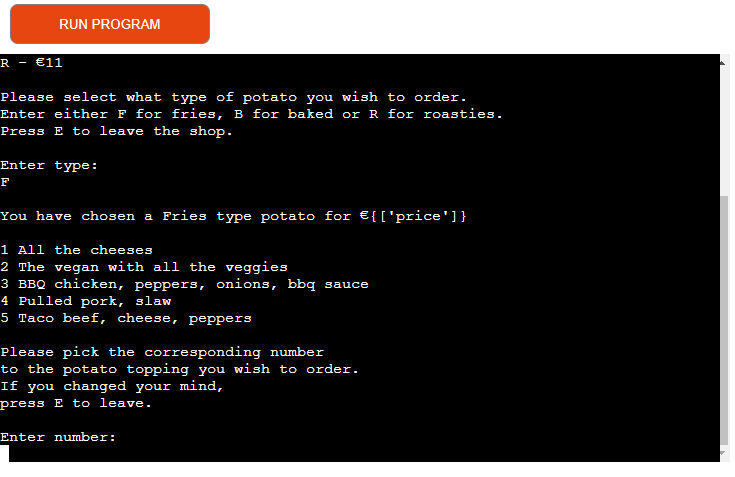 RUN PROGRAM
R - €11
Please select what type of potato you wish to order.
Enter either F for fries, B for baked or R for roasties.
Press E to leave the shop.
Enter type:
F
You have chosen a Fries type potato for €{['price']}
1 All the cheeses
2 The vegan with all the veggies
3 BBQ chicken, peppers, onions, bbq sauce
4 Pulled pork, slaw
5 Taco beef, cheese, peppers
Please pick the corresponding number
to the potato topping you wish to order.
If you changed your mind,
press E to leave.
Enter number: